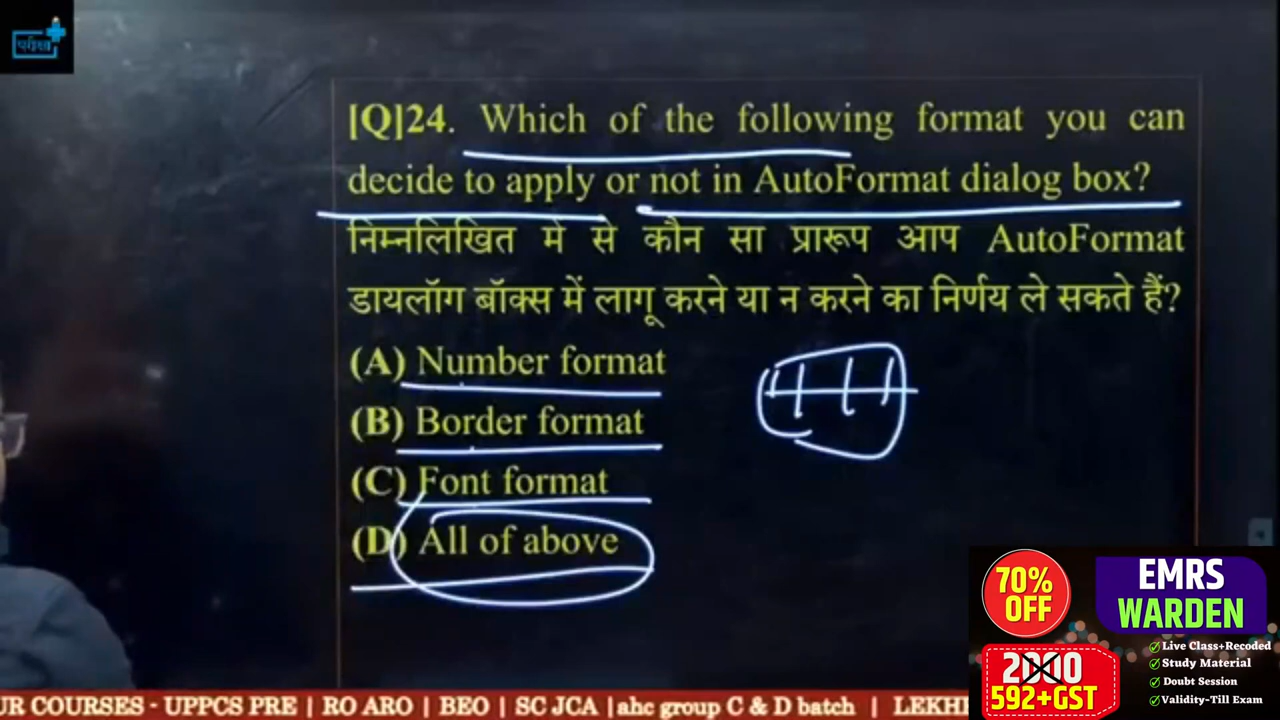 परीक्षा
[Q]24. Which of the following format you can
decide to apply or not in AutoFormat dialog box?
निम्नलिखित में से कौन सा प्रारूप आप AutoFormat
डायलॉग बॉक्स में लागू करने या न करने का निर्णय ले सकते हैं?
(A) Number format
(B) Border format
(C) Font format
(D) All of above
70%
OFF
EMRS
WARDEN
2000
592+GST
Live Class+Recoded
Study Material
Doubt Session
Validity-Till Exam
UR COURSES - UPPCS PRE | RO ARO | BEO | SC JCA |ahc group C & D batch | LEKH